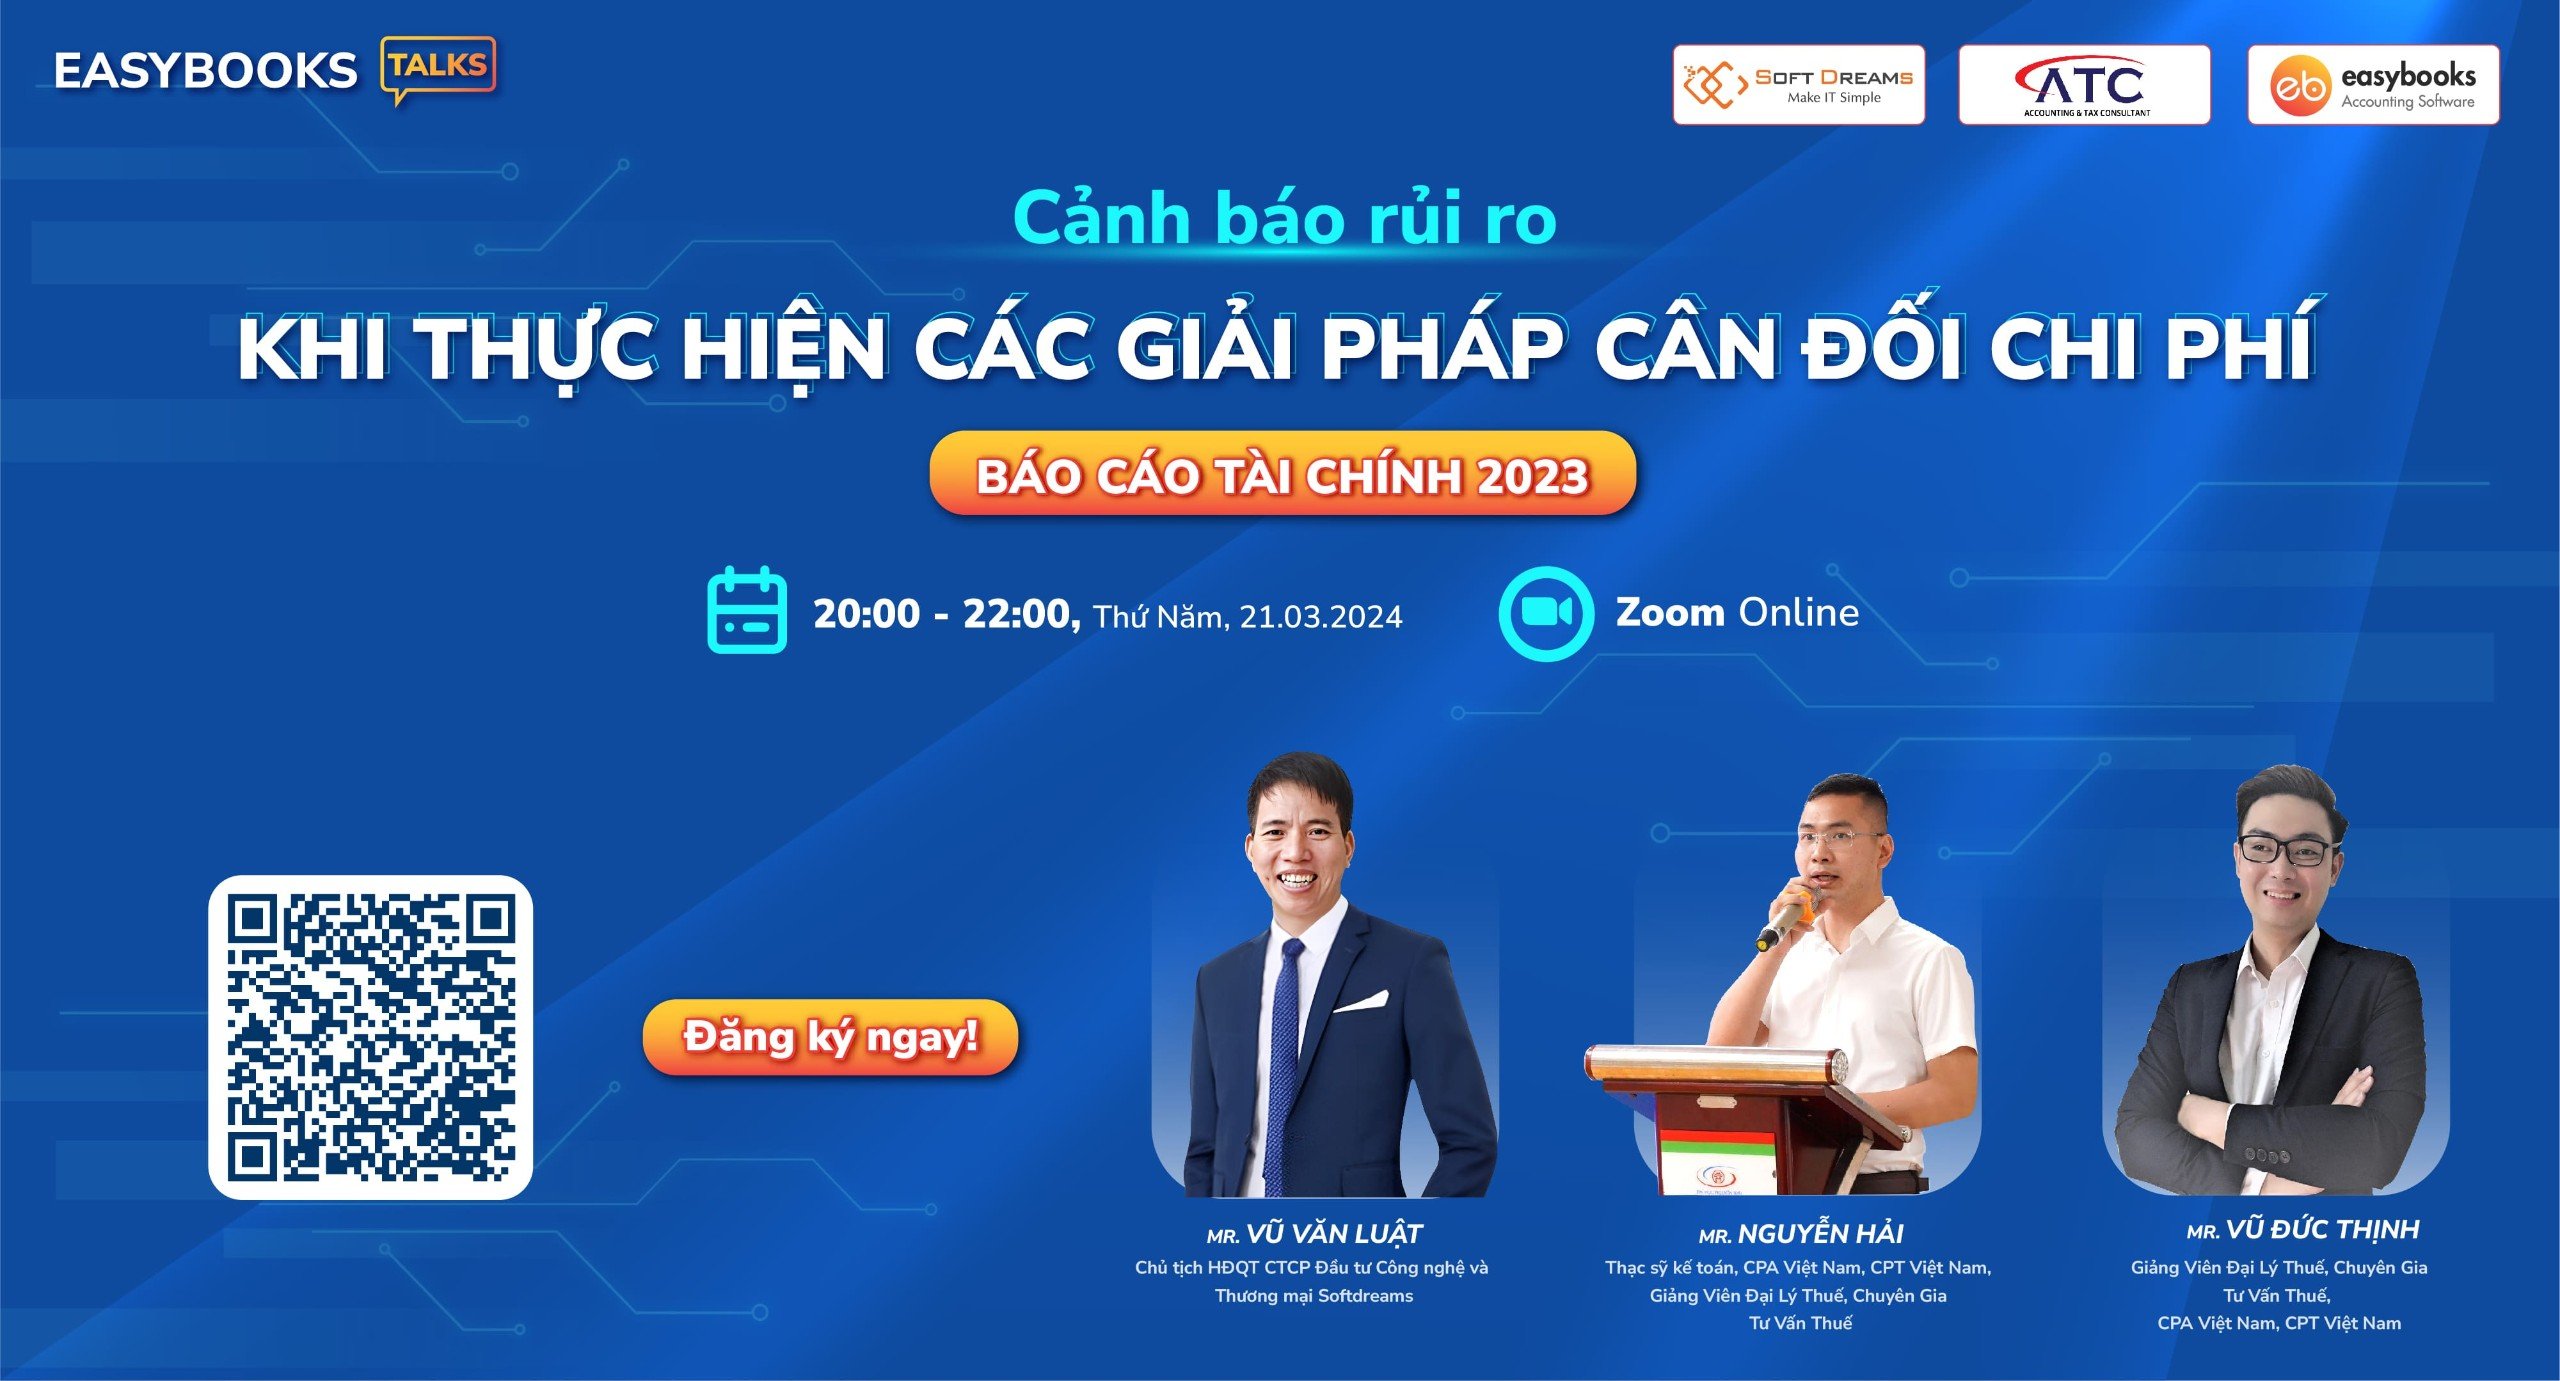 EASYBOOKS TALKS
SOFT DREAMS
Make IT Simple
ATC
ACCOUNTING & TAX CONSULTANT
eb easybooks
Accounting Software
Cảnh báo rủi ro
KHI THỰC HIỆN CÁC GIẢI PHÁP CÂN ĐỐI CHI PHÍ
BÁO CÁO TÀI CHÍNH 2023
20:00 - 22:00, Thứ Năm, 21.03.2024
Zoom Online
Đăng ký ngay!
MR. VŨ VĂN LUẬT
Chủ tịch HĐQT CTCP Đầu tư Công nghệ và
Thương mại Softdreams
MR. NGUYỄN HẢI
Thạc sỹ kế toán, CPA Việt Nam, CPT Việt Nam,
Giảng Viên Đại Lý Thuế, Chuyên Gia
Tư Vấn Thuế
MR. VŨ ĐỨC THỊNH
Giảng Viên Đại Lý Thuế, Chuyên Gia
Tư Vấn Thuế,
CPA Việt Nam, CPT Việt Nam